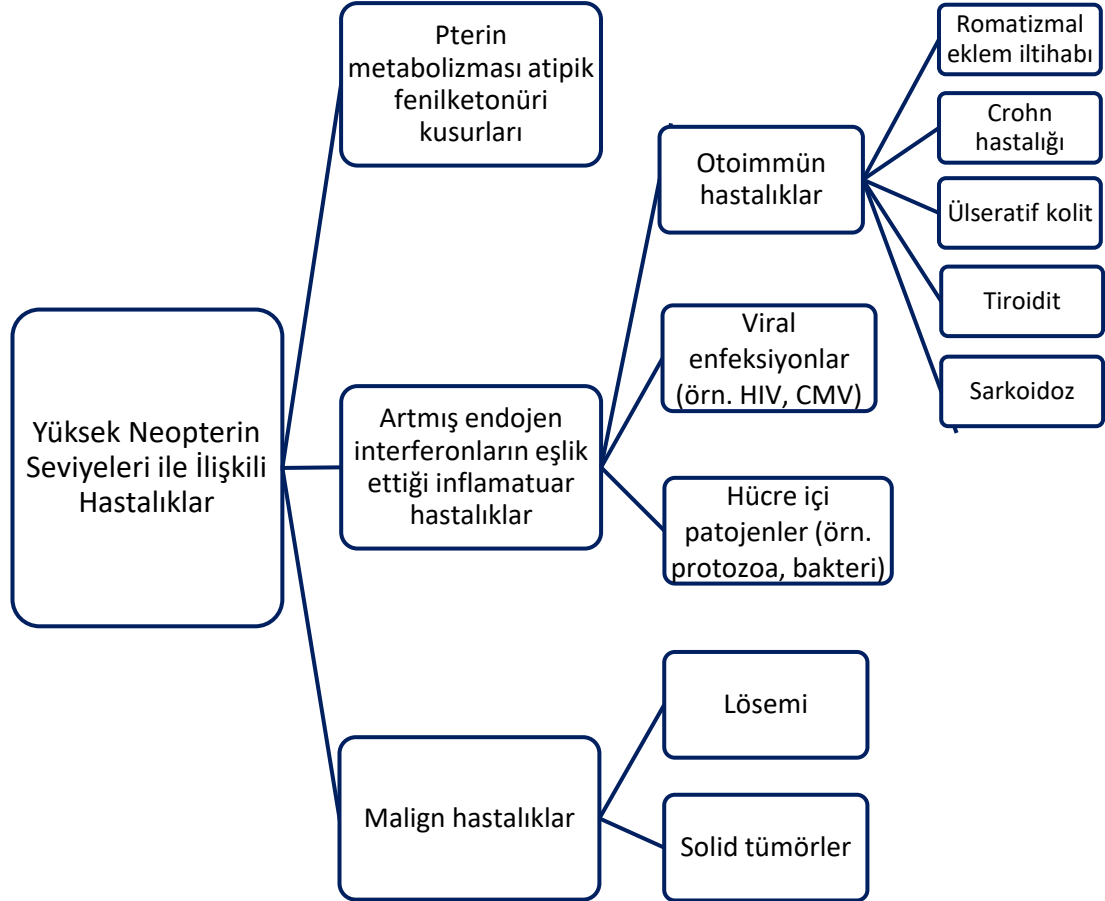 Yüksek Neopterin
Seviyeleri ile İlişkili
Hastalıklar
Pterin
metabolizması atipik
fenilketonüri
kusurları
Artmış endojen
interferonların eşlik
ettiği inflamatuar
hastalıklar
Otoimmün
hastalıklar
Romatizmal
eklem iltihabı
Crohn
hastalığı
Ülseratif kolit
Tiroidit
Sarkoidoz
Viral
enfeksiyonlar
(örn. HIV, CMV)
Hücre içi
patojenler (örn.
protozoa, bakteri)
Malign hastalıklar
Lösemi
Solid tümörler